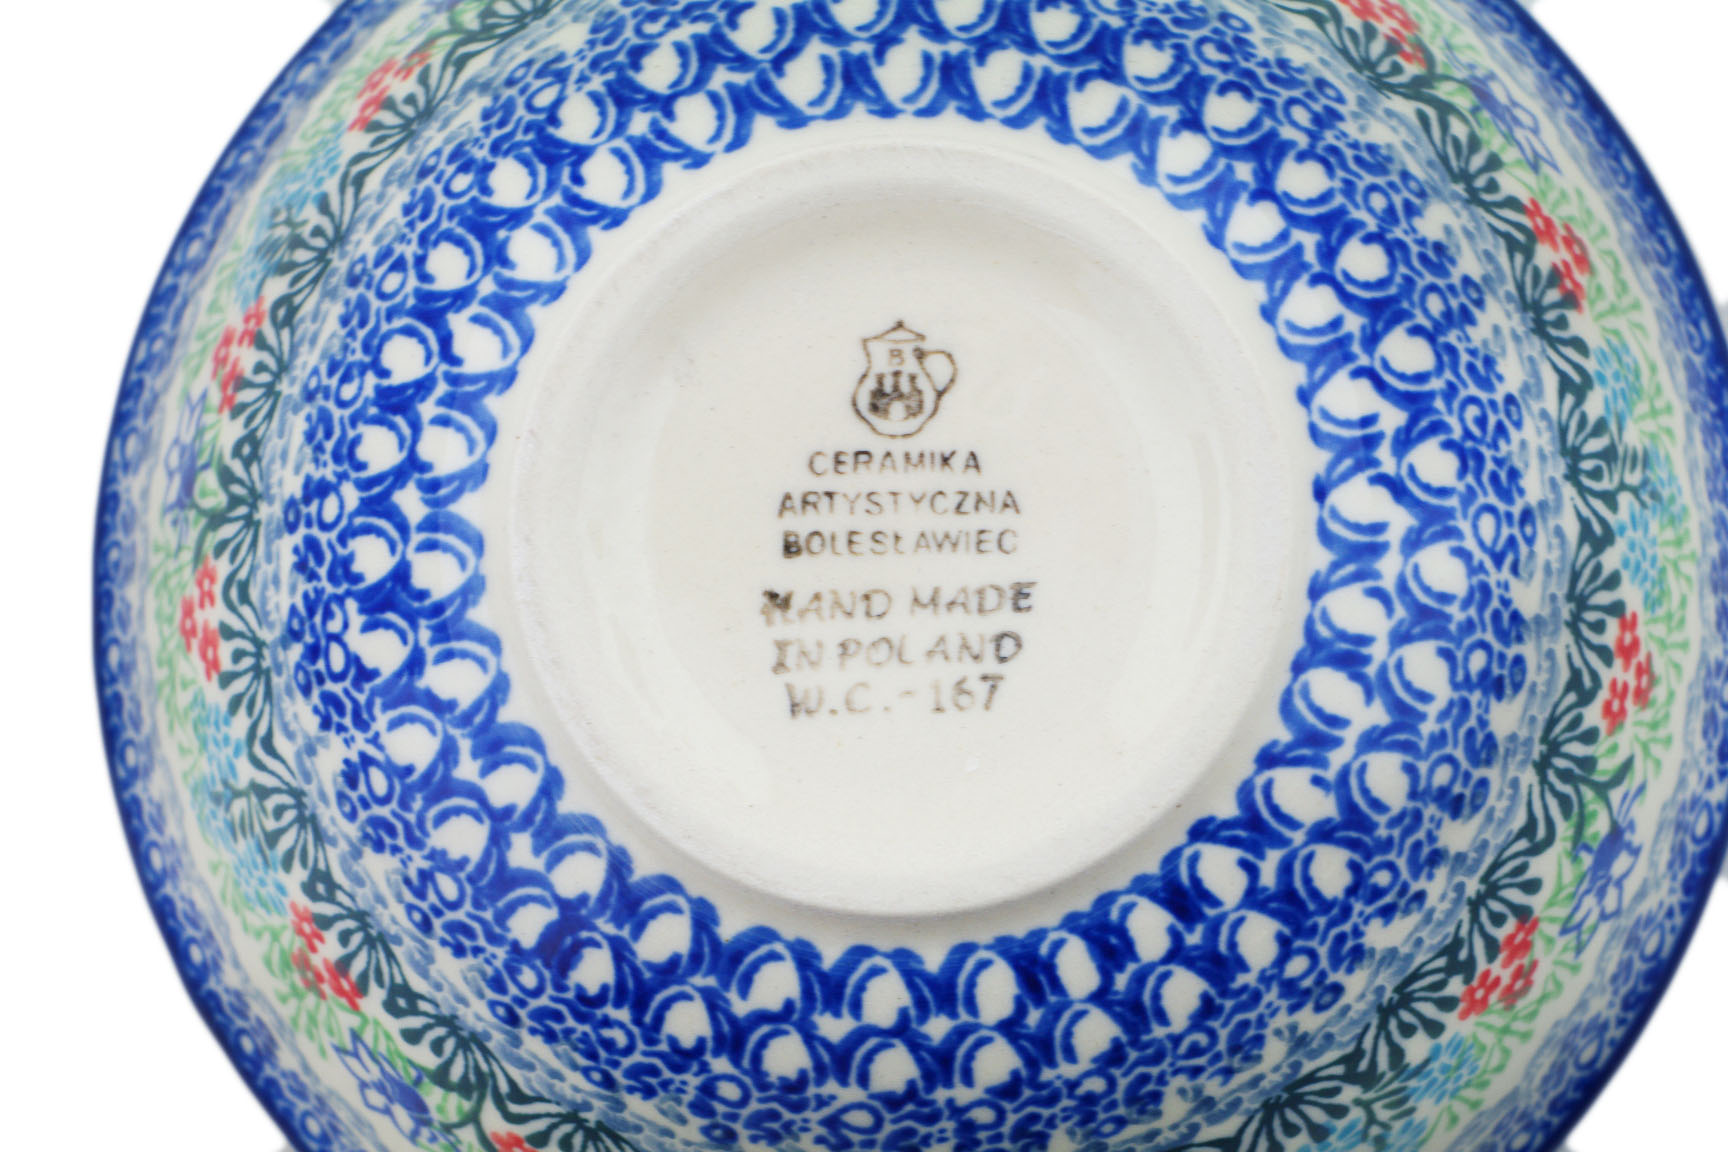 B
CERAMIKA
ARTYSTYCZNA
BOLESŁAWIEC
HAND MADE
IN POLAND
W.C.-167